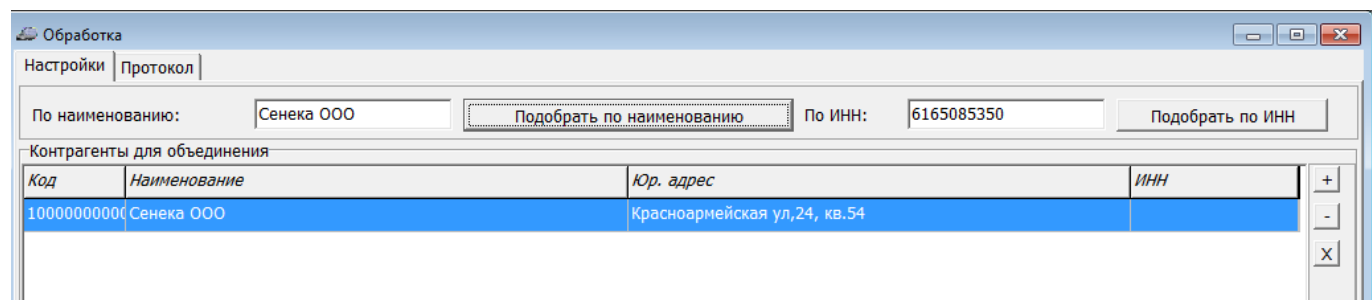 Обработка
Настройки Протокол
По наименованию: Сенека ООО Подобрать по наименованию По ИНН: 6165085350 Подобрать по ИНН
Контрагенты для объединения
Код Наименование Юр. адрес ИНН +
10000000000 Сенека ООО Красноармейская ул,24, кв.54
-
X